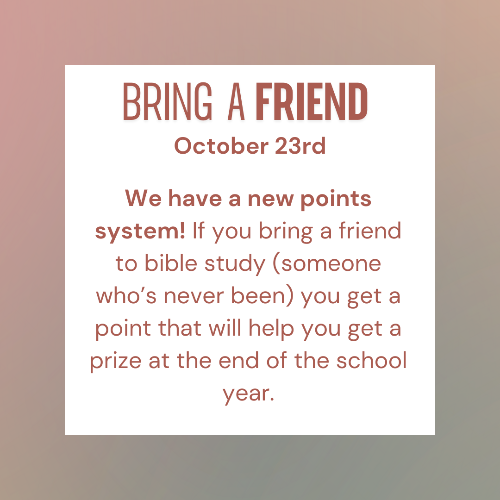 BRING A FRIEND
October 23rd
We have a new points
system! If you bring a friend
to bible study (someone
who's never been) you get a
point that will help you get a
prize at the end of the school
year.